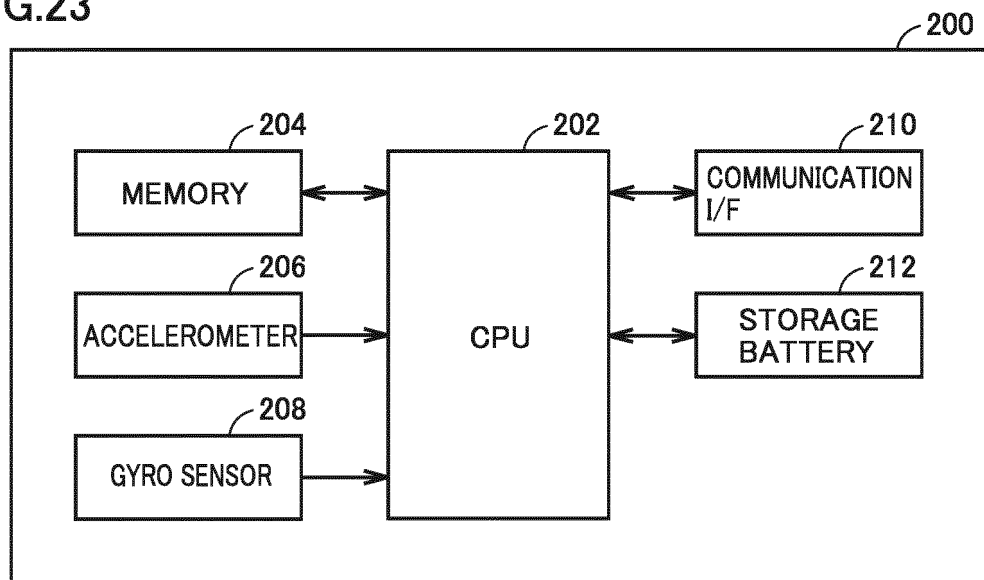 G.23
200
204
202
210
MEMORY
COMMUNICATION
I/F
206
212
ACCELEROMETER
CPU
STORAGE
BATTERY
208
GYRO SENSOR